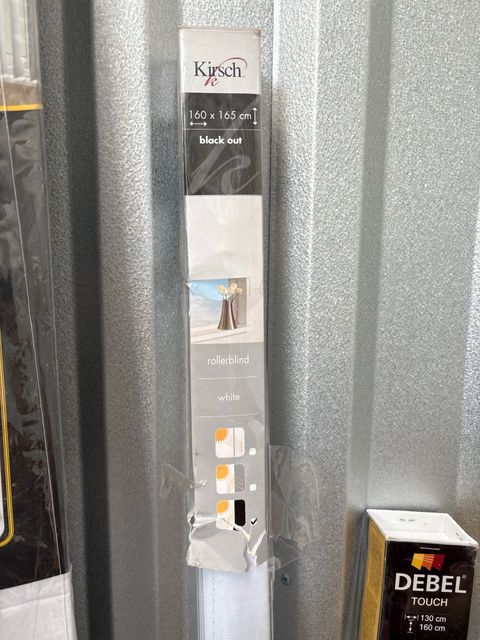 Kirsch
160 x 165 cm
black out
rollerblind
white
DEBEL
TOUCH
130 cm
160 cm